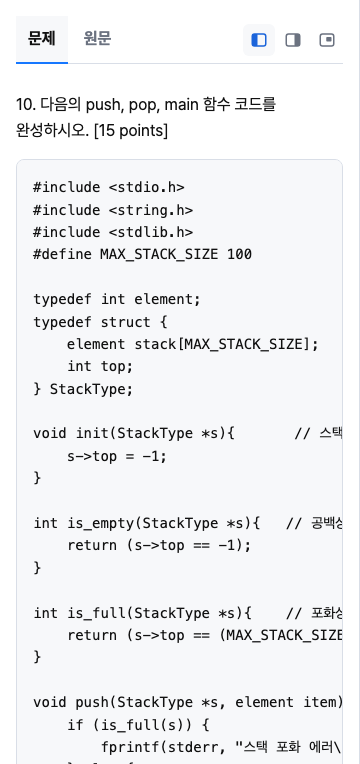 문제 원문
10. 다음의 push, pop, main 함수 코드를
완성하시오. [15 points]
#include <stdio.h>
#include <string.h>
#include <stdlib.h>
#define MAX_STACK_SIZE 100
typedef int element;
typedef struct {
    element stack[MAX_STACK_SIZE];
    int top;
} StackType;
void init(StackType *s){       // 스택
    s->top = -1;
}
int is_empty(StackType *s){   // 공백상
    return (s->top == -1);
}
int is_full(StackType *s){    // 포화상
    return (s->top == (MAX_STACK_SIZE
}
void push(StackType *s, element item)
    if (is_full(s)) {
        fprintf(stderr, "스택 포화 에러\